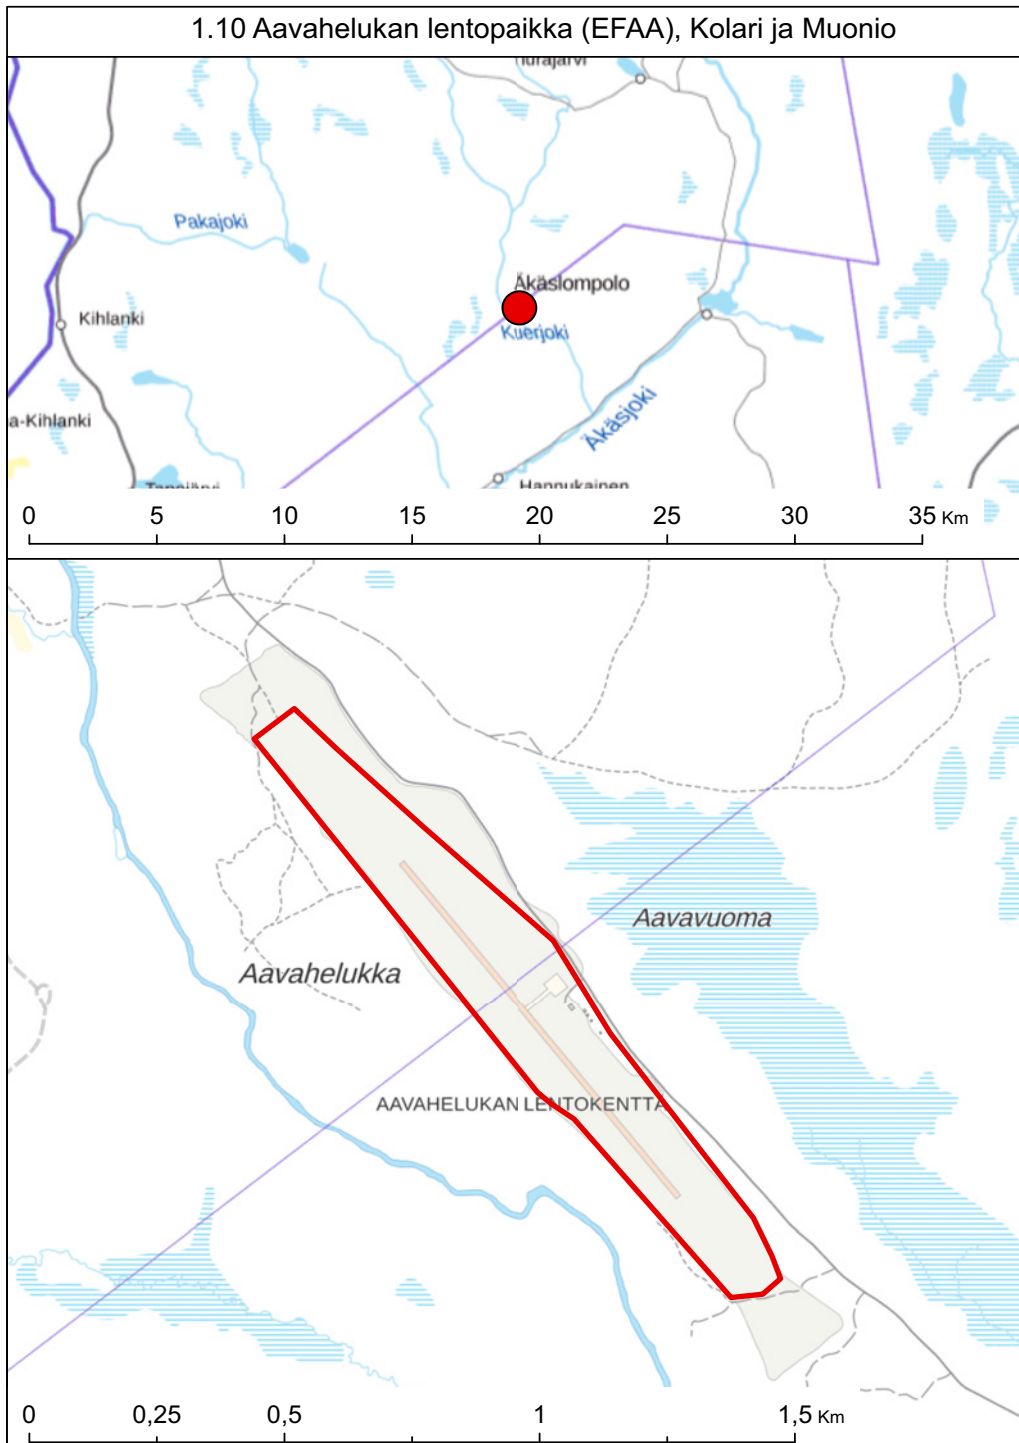 1.10 Aavahelukan lentopaikka (EFAA), Kolari ja Muonio
Pakajoki
Äkäslompolo
Kihlanki
Kuerjoki
Äkäsjoki
a-Kihlanki
Hannukainen
0 5 10 15 20 25 30 35 Km
Aavavuoma
Aavahelukka
AAVAHELUKAN LENTOKENTTÄ
0 0,25 0,5 1 1,5 Km